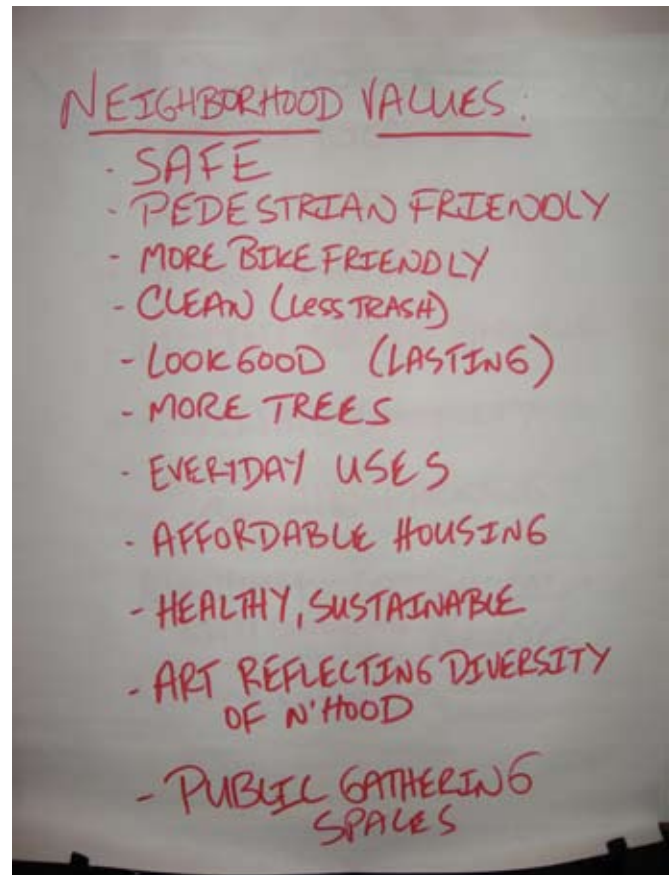 NEIGHBORHOOD VALUES:
- SAFE
- PEDESTRIAN FRIENDLY
- MORE BIKE FRIENDLY
- CLEAN (LESS TRASH)
- LOOK GOOD (LASTING)
- MORE TREES
- EVERYDAY USES
- AFFORDABLE HOUSING
- HEALTHY, SUSTAINABLE
- ART REFLECTING DIVERSITY
OF N'HOOD
- PUBLIC GATHERING
SPACES